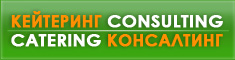 КЕЙТЕРИНГ CONSULTING
CATERING КОНСАЛТИНГ